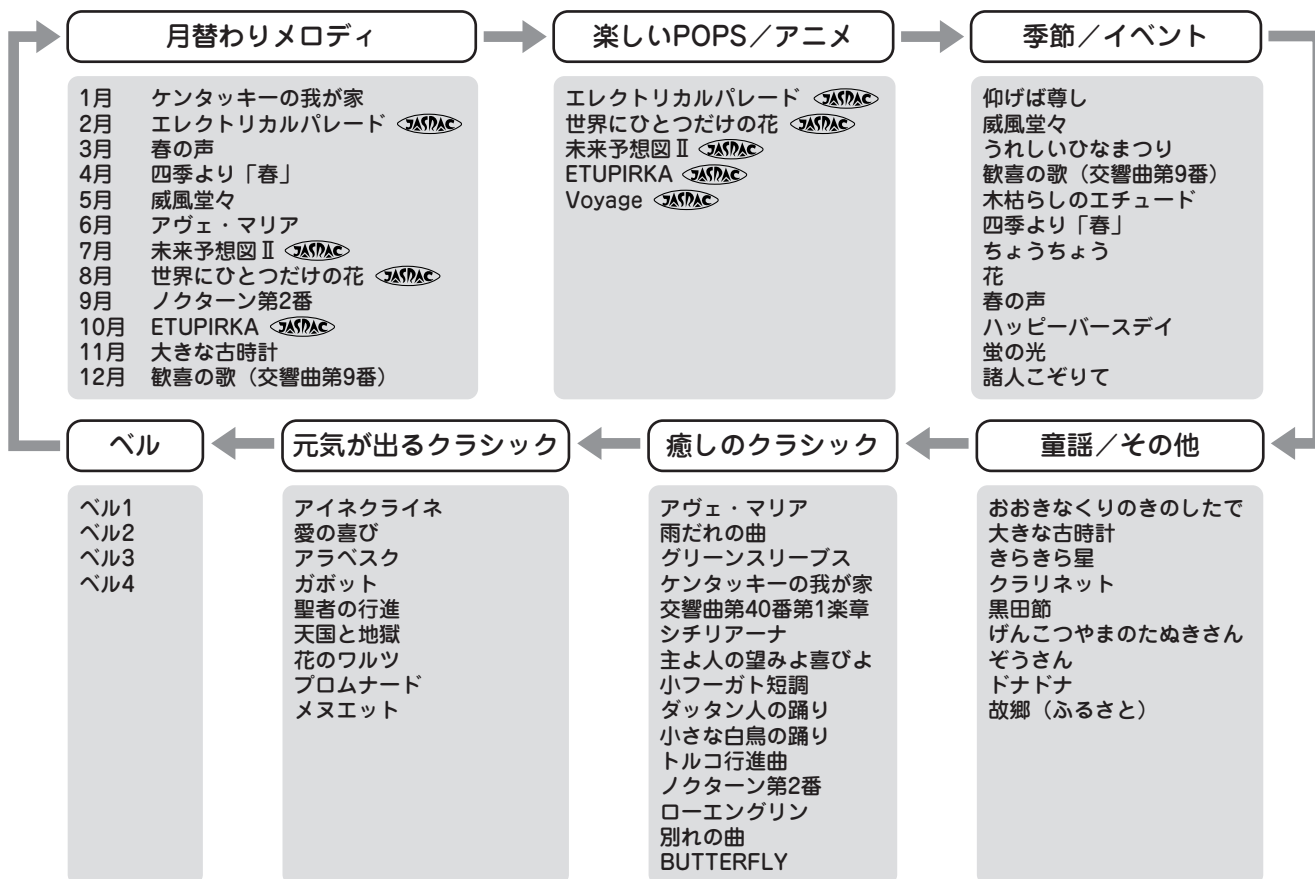 月替わりメロディ
1月 ケンタッキーの我が家
2月 エレクトリカルパレード JASRAC
3月 春の声
4月 四季より「春」
5月 威風堂々
6月 アヴェ・マリア
7月 未来予想図Ⅱ JASRAC
8月 世界にひとつだけの花 JASRAC
9月 ノクターン第2番
10月 ETUPIRKA JASRAC
11月 大きな古時計
12月 歓喜の歌（交響曲第9番）
楽しいPOPS／アニメ
エレクトリカルパレード JASRAC
世界にひとつだけの花 JASRAC
未来予想図Ⅱ JASRAC
ETUPIRKA JASRAC
Voyage JASRAC
季節／イベント
仰げば尊し
威風堂々
うれしいひなまつり
歓喜の歌（交響曲第9番）
木枯らしのエチュード
四季より「春」
ちょうちょう
花
春の声
ハッピーバースデイ
蛍の光
諸人こぞりて
童謡／その他
おおきなくりのきのしたで
大きな古時計
きらきら星
クラリネット
黒田節
げんこつやまのたぬきさん
ぞうさん
ドナドナ
故郷（ふるさと）
癒しのクラシック
アヴェ・マリア
雨だれの曲
グリーンスリーブス
ケンタッキーの我が家
交響曲第40番第1楽章
シチリアーナ
主よ人の望みよ喜びよ
小フーガト短調
ダッタン人の踊り
小さな白鳥の踊り
トルコ行進曲
ノクターン第2番
ローエングリン
別れの曲
BUTTERFLY
元気が出るクラシック
アイネクライネ
愛の喜び
アラベスク
ガボット
聖者の行進
天国と地獄
花のワルツ
プロムナード
メヌエット
ベル
ベル1
ベル2
ベル3
ベル4